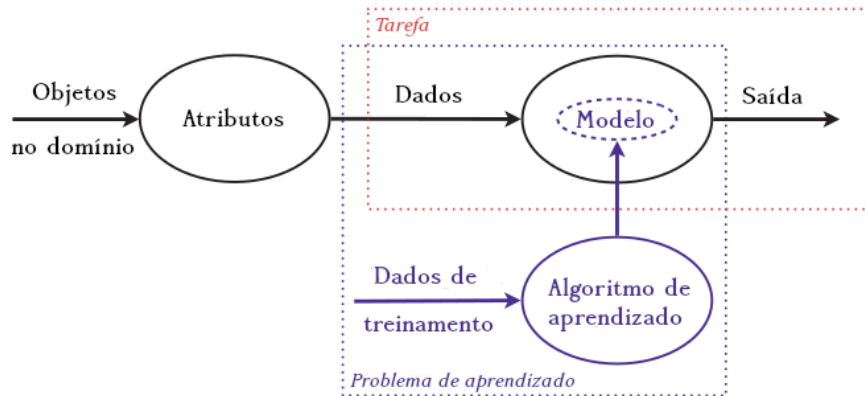 Tarefa
Objetos
no domínio
Atributos
Dados
Modelo
Saída
Dados de
treinamento
Algoritmo de
aprendizado
Problema de aprendizado